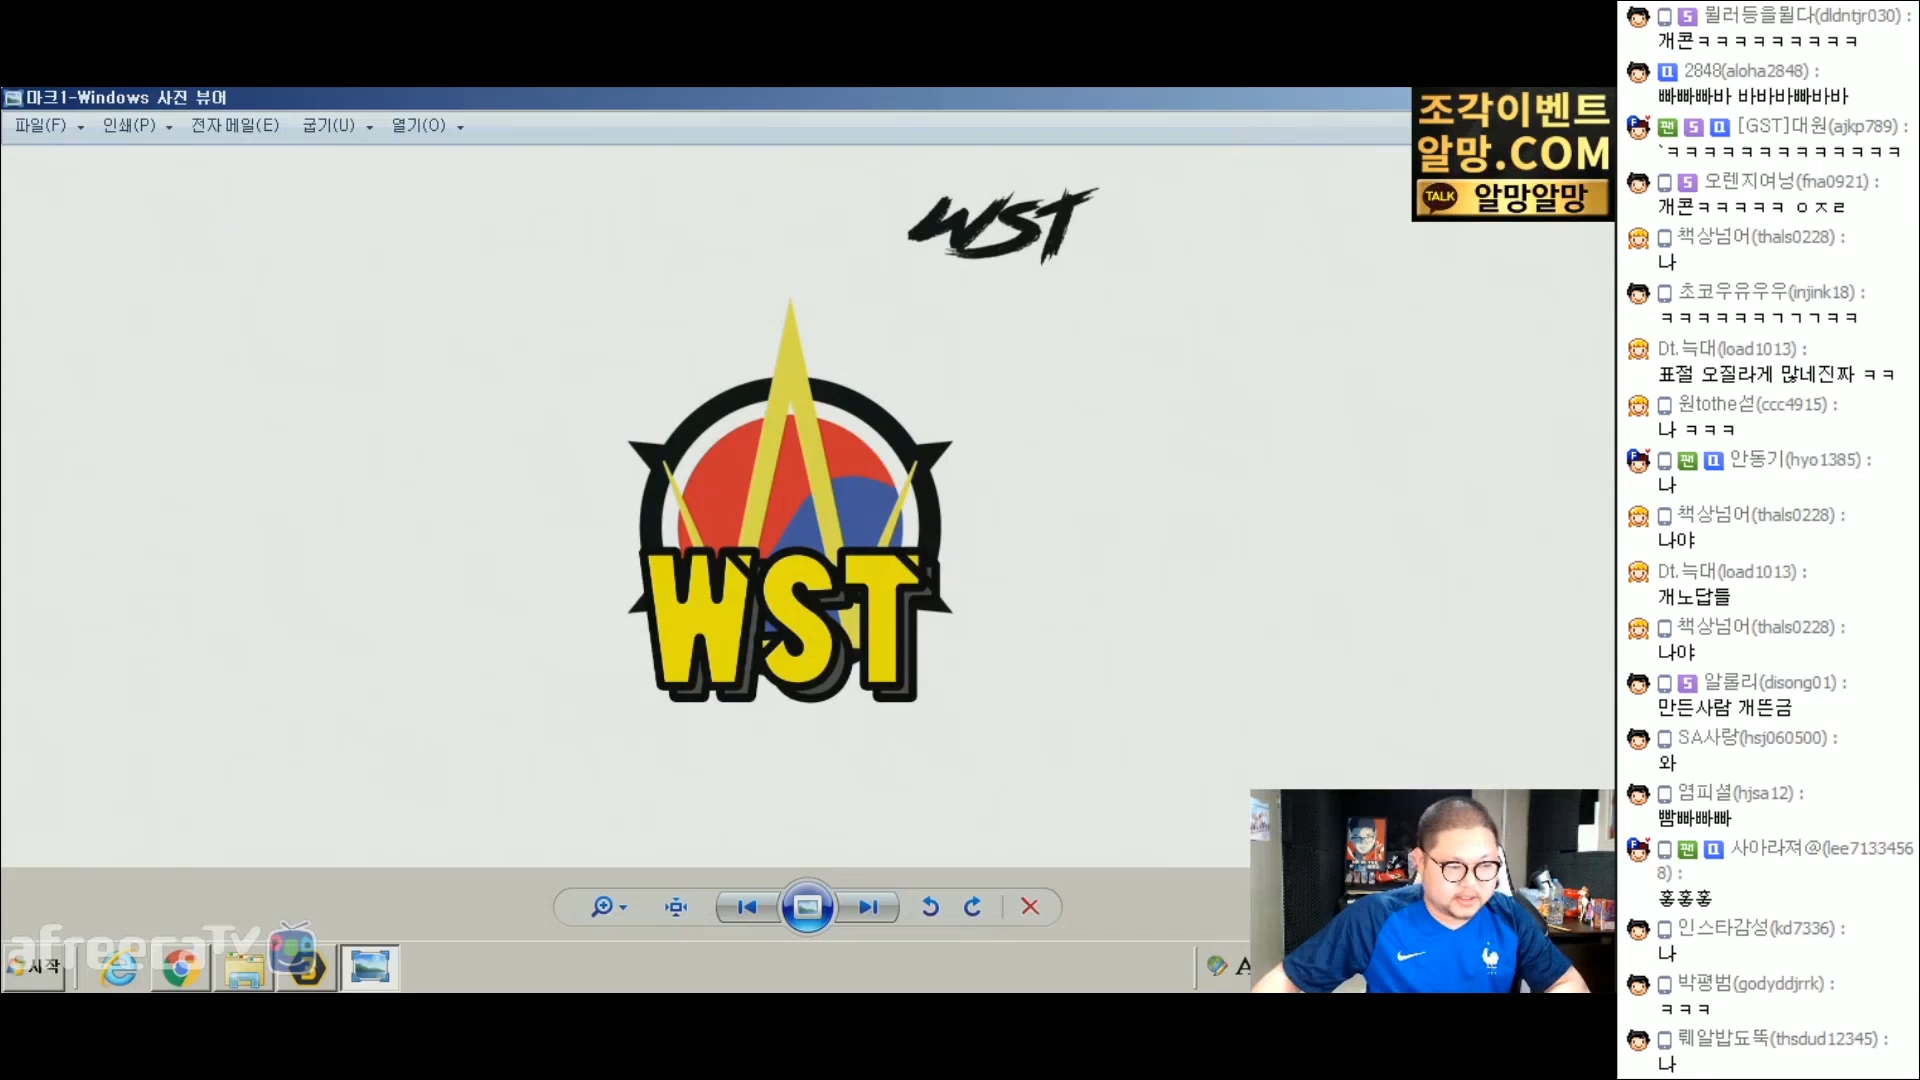 마크1-Windows 사진 뷰어
파일(F) 인쇄(P) 전자 메일(E) 굽기(U) 열기(O)
조각이벤트
알망.COM
TALK 알망알망
WST
WST
afreecaTV
시작
A
S 뮐러등을뮐다(dldntjr030) :
개콘ㅋㅋㅋㅋㅋㅋㅋㅋㅋ
2848(aloha2848) :
빠빠빠바 바바바빠바바
팬 S [GST]대원(ajkp789) :
`ㅋㅋㅋㅋㅋㅋㅋㅋㅋㅋㅋㅋㅋ
S 오렌지여넝(fna0921) :
개콘ㅋㅋㅋㅋㅋ ㅇㅈㄹ
책상넘어(thals0228) :
나
초코우유우우(injink18) :
ㅋㅋㅋㅋㅋㅋㄱㄱㄱㅋㅋ
Dt.늑대(load1013) :
표절 오질라게 많네진짜 ㅋㅋ
원tothe섬(ccc4915) :
나 ㅋㅋㅋ
팬 안동기(hyo1385) :
나
책상넘어(thals0228) :
나야
Dt.늑대(load1013) :
개노답들
책상넘어(thals0228) :
나야
S 알롤리(disong01) :
만든사람 개뜬금
SA사랑(hsj060500) :
와
염피셜(hjsa12) :
빰빠빠빠
팬 사아라져@(lee7133456
8) :
홍홍홍
인스타감성(kd7336) :
나
박평범(godyddjrrk) :
ㅋㅋㅋ
뤠알밥됴뚝(thsdud12345) :
나